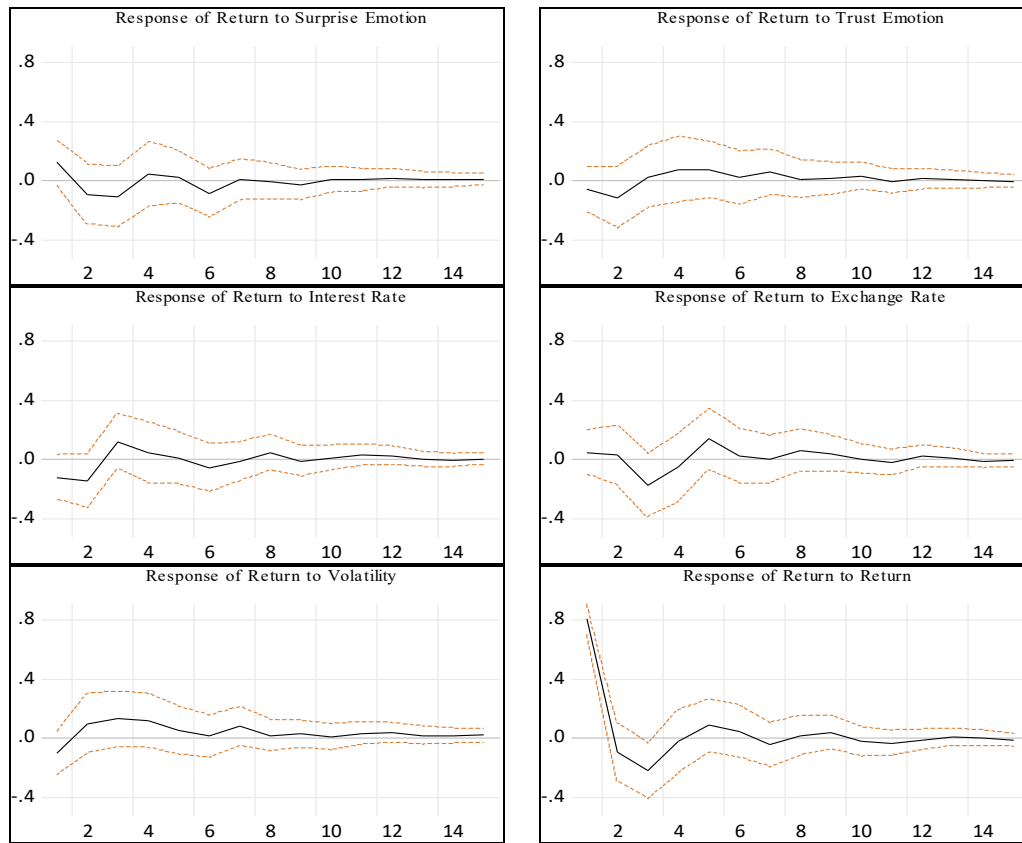 Response of Return to Surprise Emotion
.8
.4
.0
-.4
2 4 6 8 10 12 14
Response of Return to Trust Emotion
.8
.4
.0
-.4
2 4 6 8 10 12 14
Response of Return to Interest Rate
.8
.4
.0
-.4
2 4 6 8 10 12 14
Response of Return to Exchange Rate
.8
.4
.0
-.4
2 4 6 8 10 12 14
Response of Return to Volatility
.8
.4
.0
-.4
2 4 6 8 10 12 14
Response of Return to Return
.8
.4
.0
-.4
2 4 6 8 10 12 14